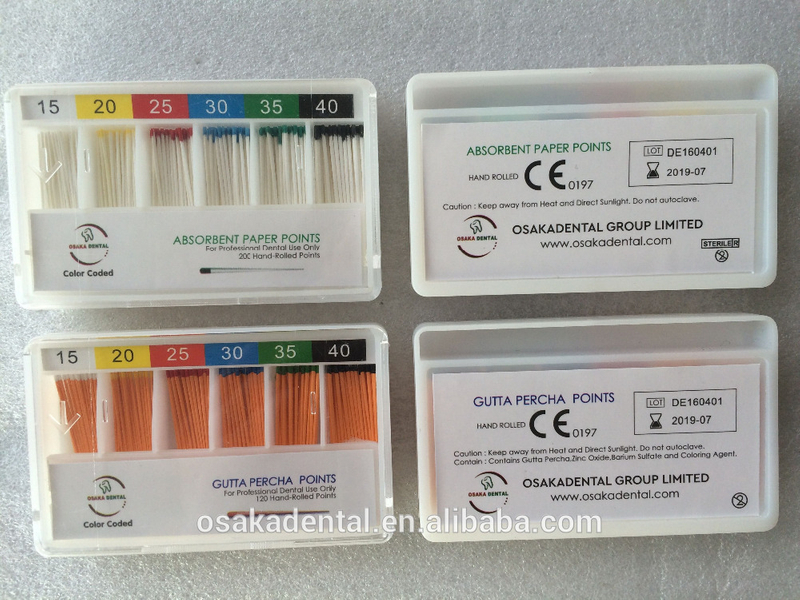 15 20 25 30 35 40
OSAKA DENTAL
Color Coded
ABSORBENT PAPER POINTS
For Professional Dental Use Only
200 Hand-Rolled Points
ABSORBENT PAPER POINTS
HAND ROLLED CE 0197
LOT DE160401
2019-07
Caution : Keep away from Heat and Direct Sunlight. Do not autoclave.
OSAKA DENTAL
OSAKADENTAL GROUP LIMITED
www.osakadental.com
STERILE R
2
15 20 25 30 35 40
OSAKA DENTAL
Color Coded
GUTTA PERCHA POINTS
For Professional Dental Use Only
120 Hand-Rolled Points
GUTTA PERCHA POINTS
HAND ROLLED CE 0197
LOT DE160401
2019-07
Caution : Keep away from Heat and Direct Sunlight. Do not autoclave.
Contain : Contains Gutta Percha,Zinc Oxide,Barium Sulfate and Coloring Agent.
OSAKA DENTAL
OSAKADENTAL GROUP LIMITED
www.osakadental.com
2
osakadental.en.alibaba.com